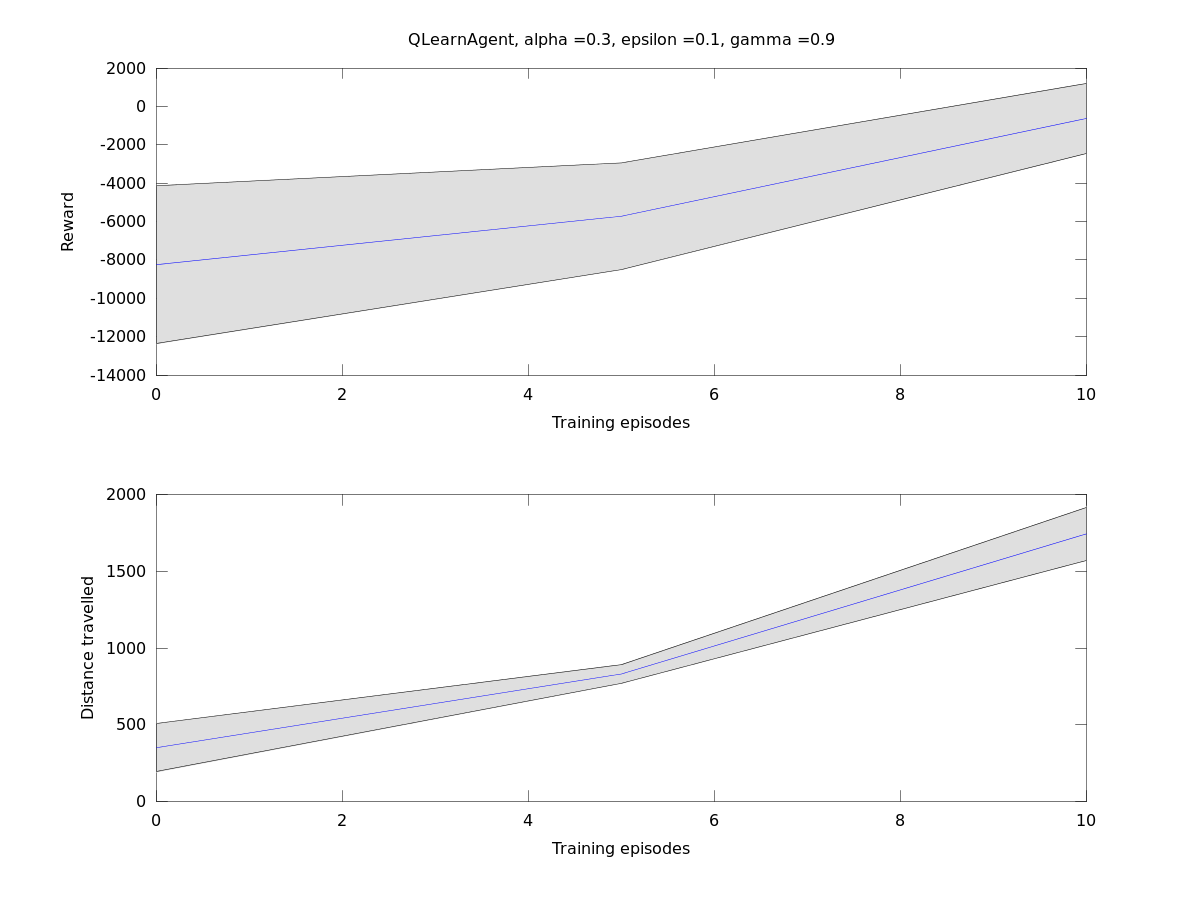 QLearnAgent, alpha =0.3, epsilon =0.1, gamma =0.9
2000
0
-2000
-4000
-6000
-8000
-10000
-12000
-14000
Reward
0 2 4 6 8 10
Training episodes
2000
1500
1000
500
0
Distance travelled
0 2 4 6 8 10
Training episodes